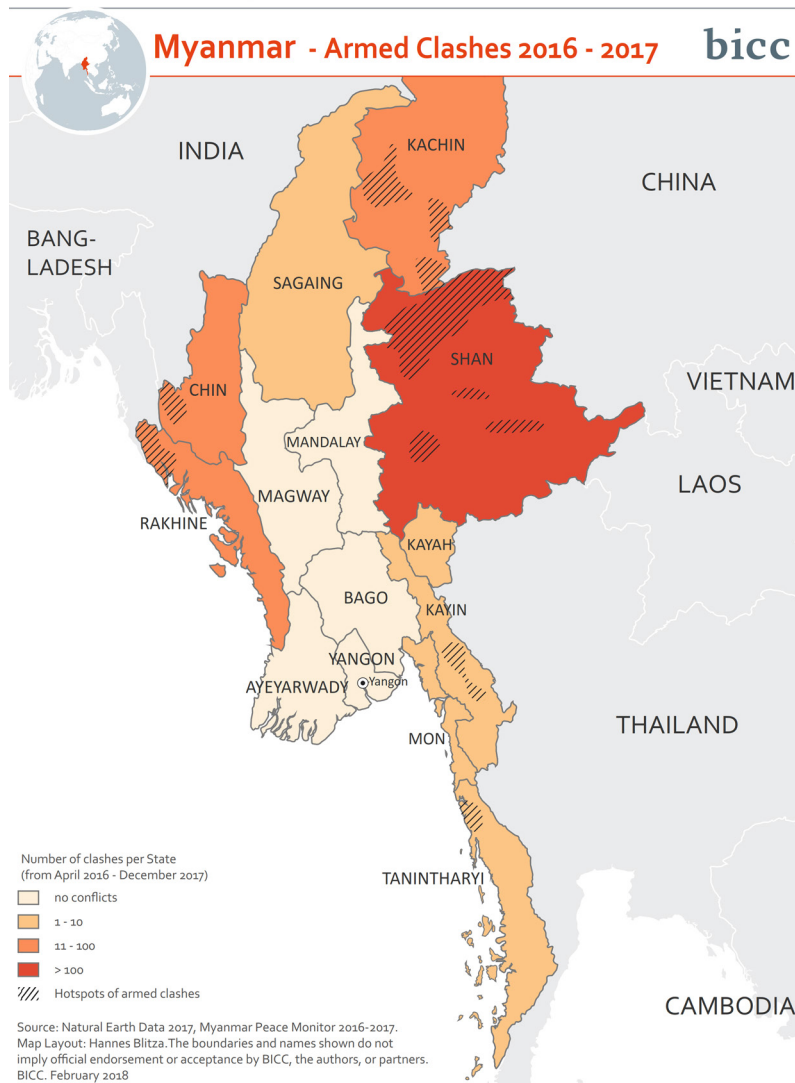 Myanmar - Armed Clashes 2016 - 2017
bicc
INDIA
KACHIN
CHINA
BANG-
LADESH
SAGAING
SHAN
VIETNAM
CHIN
MANDALAY
LAOS
MAGWAY
RAKHINE
KAYAH
BAGO
KAYIN
YANGON
AYEYARWADY
Yangon
THAILAND
MON
TANINTHARYI
Number of clashes per State
(from April 2016 - December 2017)
no conflicts
1 - 10
11 - 100
> 100
Hotspots of armed clashes
CAMBODIA
Source: Natural Earth Data 2017, Myanmar Peace Monitor 2016-2017.
Map Layout: Hannes Blitza.The boundaries and names shown do not
imply official endorsement or acceptance by BICC, the authors, or partners.
BICC. February 2018